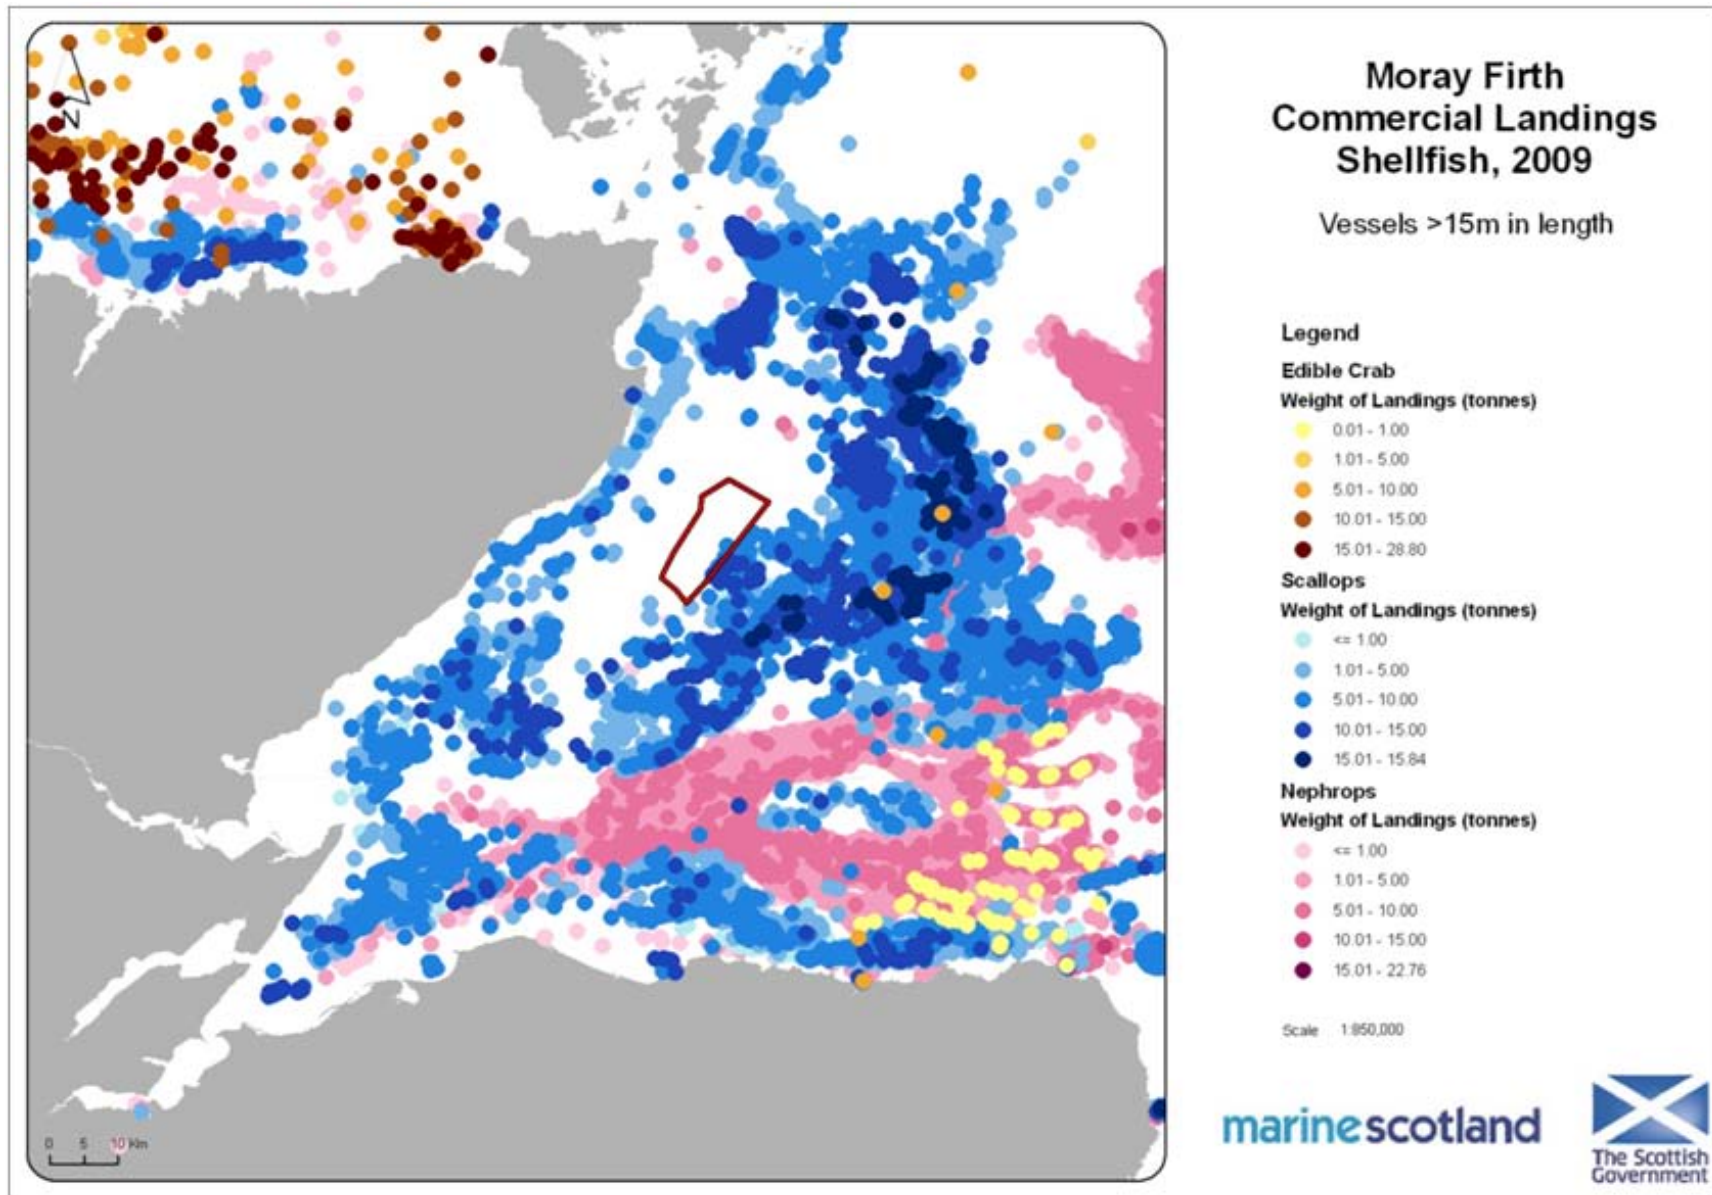 Moray Firth
Commercial Landings
Shellfish, 2009
Vessels >15m in length
Legend
Edible Crab
Weight of Landings (tonnes)
0.01 - 1.00
1.01 - 5.00
5.01 - 10.00
10.01 - 15.00
15.01 - 28.80
Scallops
Weight of Landings (tonnes)
<= 1.00
1.01 - 5.00
5.01 - 10.00
10.01 - 15.00
15.01 - 15.84
Nephrops
Weight of Landings (tonnes)
<= 1.00
1.01 - 5.00
5.01 - 10.00
10.01 - 15.00
15.01 - 22.76
Scale 1:850,000
marinescotland
The Scottish
Government
N
0 5 10 Km